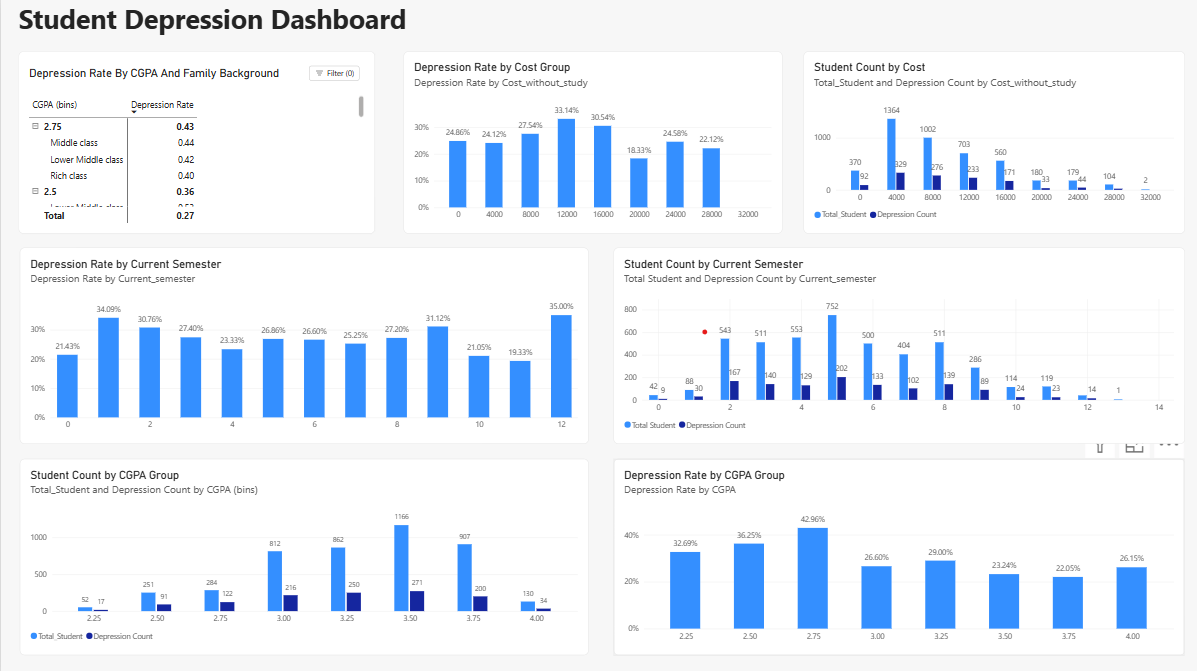 Student Depression Dashboard
Depression Rate By CGPA And Family Background
Filter (0)
CGPA (bins) Depression Rate
2.75 0.43
Middle class 0.44
Lower Middle class 0.42
Rich class 0.40
2.5 0.36
Total 0.27
Depression Rate by Cost Group
Depression Rate by Cost_without_study
33.14%
30.54%
27.54%
24.86% 24.12% 24.58% 22.12%
18.33%
30%
20%
10%
0%
0 4000 8000 12000 16000 20000 24000 28000 32000
Student Count by Cost
Total_Student and Depression Count by Cost_without_study
1364
1002
703
560
370 329 276 233 171 180 179 104
92 33 44 2
1000
0
0 4000 8000 12000 16000 20000 24000 28000 32000
Total_Student Depression Count
Depression Rate by Current Semester
Depression Rate by Current_semester
34.09% 35.00%
30.76% 31.12%
27.40% 26.86% 26.60% 25.25% 27.20%
21.43% 23.33% 21.05% 19.33%
30%
20%
10%
0%
0 2 4 6 8 10 12
Student Count by Current Semester
Total Student and Depression Count by Current_semester
800
600
400
200
0
752
543 511 553 500 404 511
286
42 9 88 30 167 140 129 202 133 102 139 89 114 24 119 23 14 1
0 2 4 6 8 10 12 14
Total Student Depression Count
Student Count by CGPA Group
Total_Student and Depression Count by CGPA (bins)
1000
500
0
1166
812 862 907
52 17 251 91 284 122 216 250 271 200 130 34
2.25 2.50 2.75 3.00 3.25 3.50 3.75 4.00
Total_Student Depression Count
Depression Rate by CGPA Group
Depression Rate by CGPA
40%
20%
0%
32.69% 36.25% 42.96% 26.60% 29.00% 23.24% 22.05% 26.15%
2.25 2.50 2.75 3.00 3.25 3.50 3.75 4.00